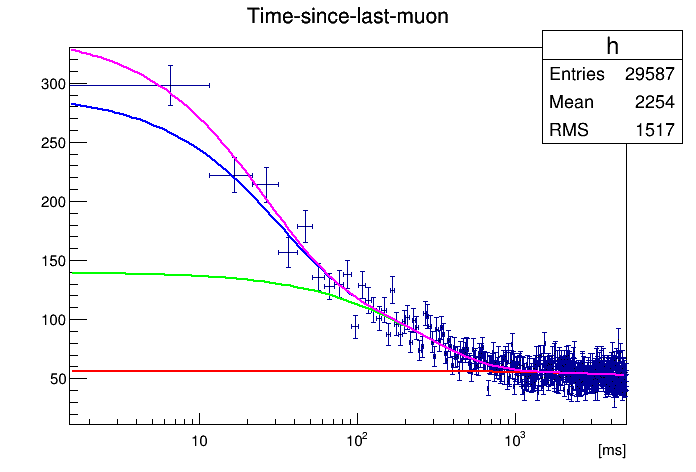 Time-since-last-muon
h
Entries 29587
Mean 2254
RMS 1517
300
250
200
150
100
50
10
10²
10³
[ms]